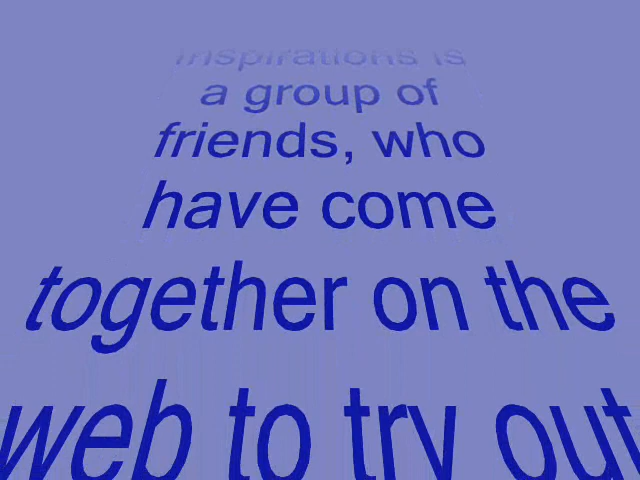 Inspirations is
a group of
friends, who
have come
together on the
web to try out